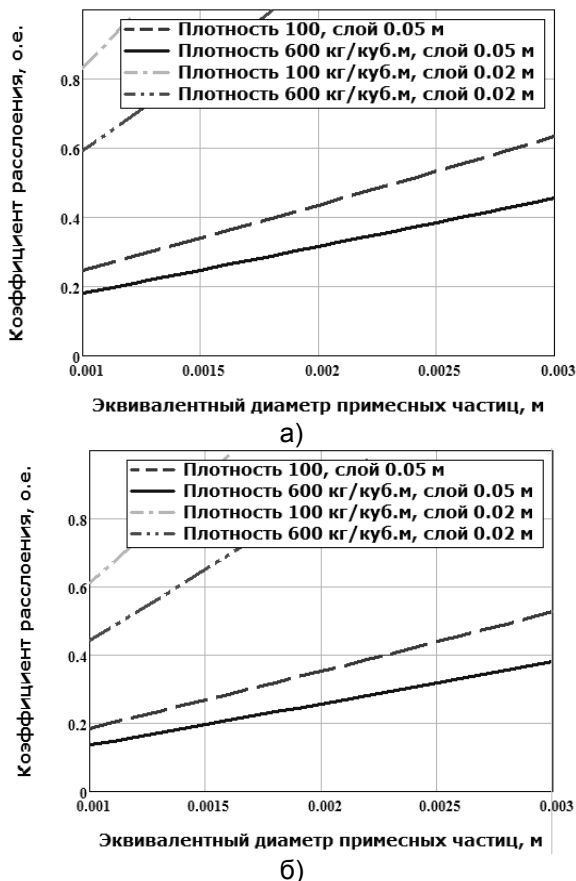 Коэффициент расслоения, о.е.
0.8
0.6
0.4
0.2
0
Плотность 100, слой 0.05 м
Плотность 600 кг/куб.м, слой 0.05 м
Плотность 100 кг/куб.м, слой 0.02 м
Плотность 600 кг/куб.м, слой 0.02 м
0.001 0.0015 0.002 0.0025 0.003
Эквивалентный диаметр примесных частиц, м
а)
Коэффициент расслоения, о.е.
0.8
0.6
0.4
0.2
0
Плотность 100, слой 0.05 м
Плотность 600 кг/куб.м, слой 0.05 м
Плотность 100 кг/куб.м, слой 0.02 м
Плотность 600 кг/куб.м, слой 0.02 м
0.001 0.0015 0.002 0.0025 0.003
Эквивалентный диаметр примесных частиц, м
б)